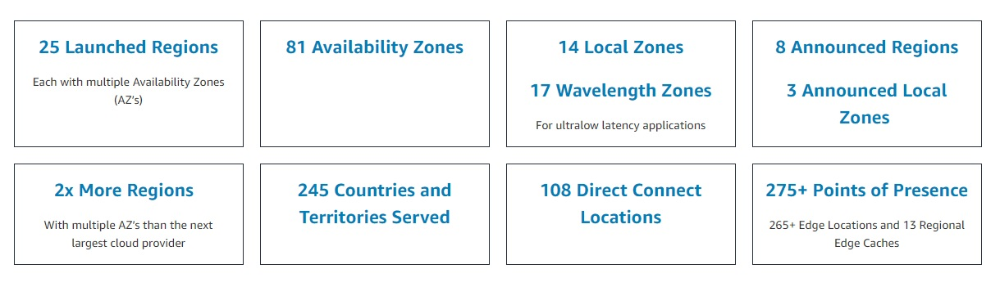 25 Launched Regions
Each with multiple Availability Zones
(AZ’s)
81 Availability Zones
14 Local Zones
17 Wavelength Zones
For ultralow latency applications
8 Announced Regions
3 Announced Local
Zones
2x More Regions
With multiple AZ’s than the next
largest cloud provider
245 Countries and
Territories Served
108 Direct Connect
Locations
275+ Points of Presence
265+ Edge Locations and 13 Regional
Edge Caches